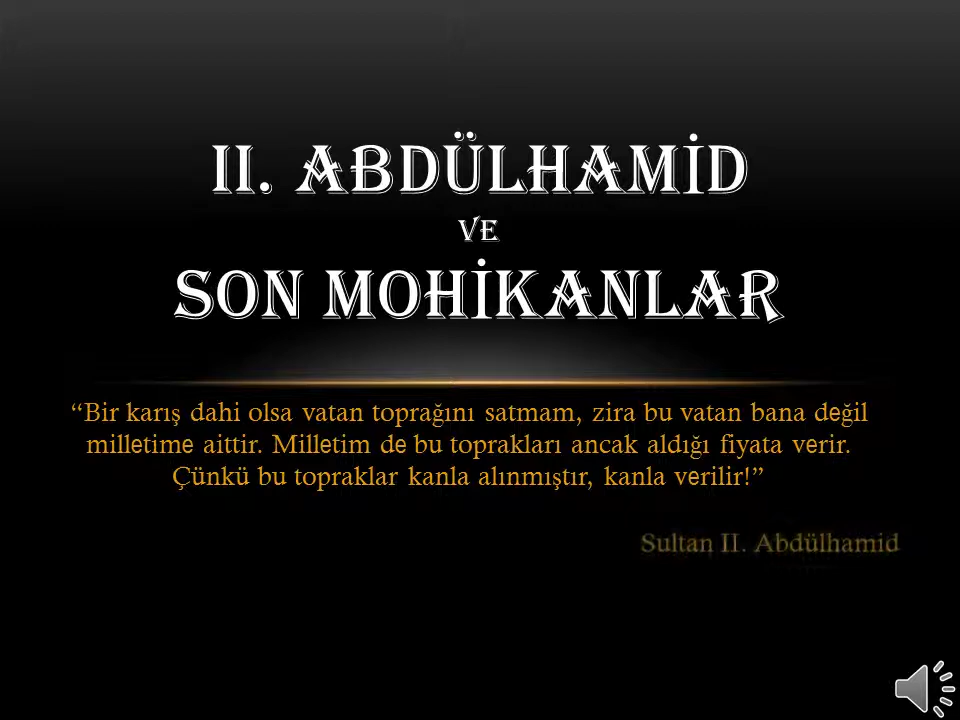 II. ABDÜLHAMİD
VE
SON MOHİKANLAR
“Bir karış dahi olsa vatan toprağını satmam, zira bu vatan bana değil
milletime aittir. Milletim de bu toprakları ancak aldığı fiyata verir.
Çünkü bu topraklar kanla alınmıştır, kanla verilir!”
Sultan II. Abdülhamid